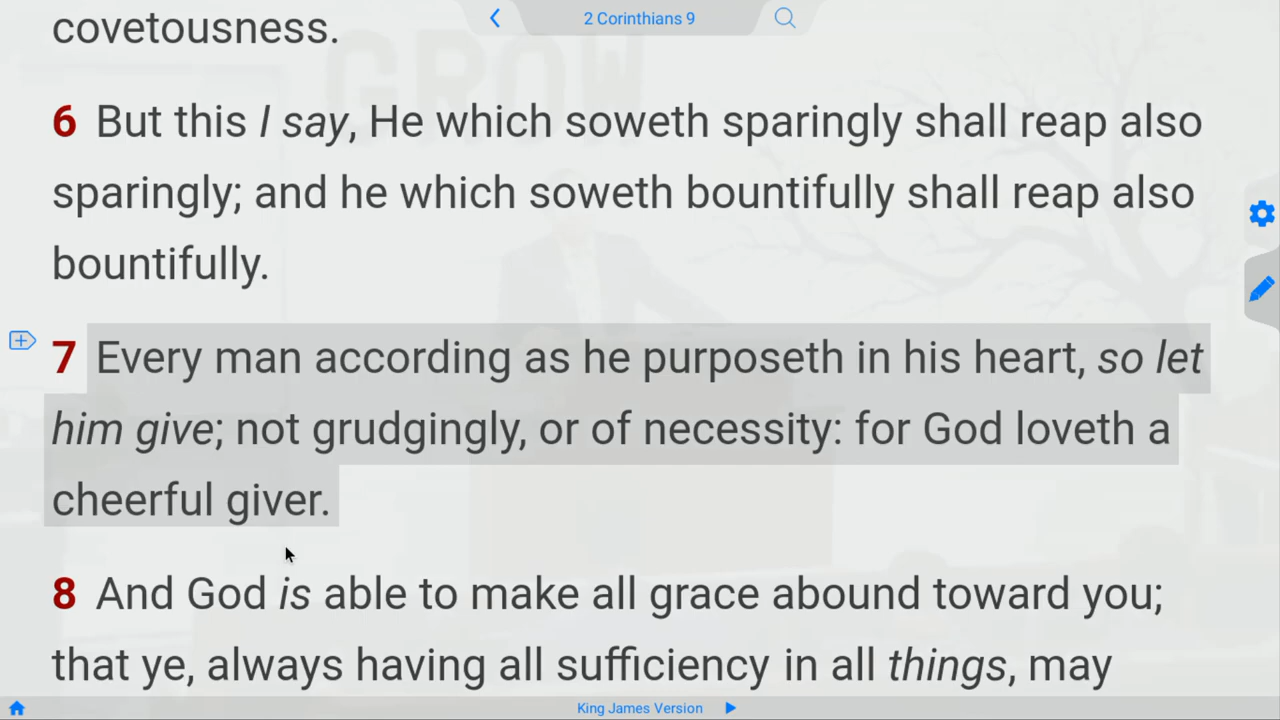 2 Corinthians 9
covetousness.
GROW
6 But this I say, He which soweth sparingly shall reap also
sparingly; and he which soweth bountifully shall reap also
bountifully.
7 Every man according as he purposeth in his heart, so let
him give; not grudgingly, or of necessity: for God loveth a
cheerful giver.
8 And God is able to make all grace abound toward you;
that ye, always having all sufficiency in all things, may
King James Version